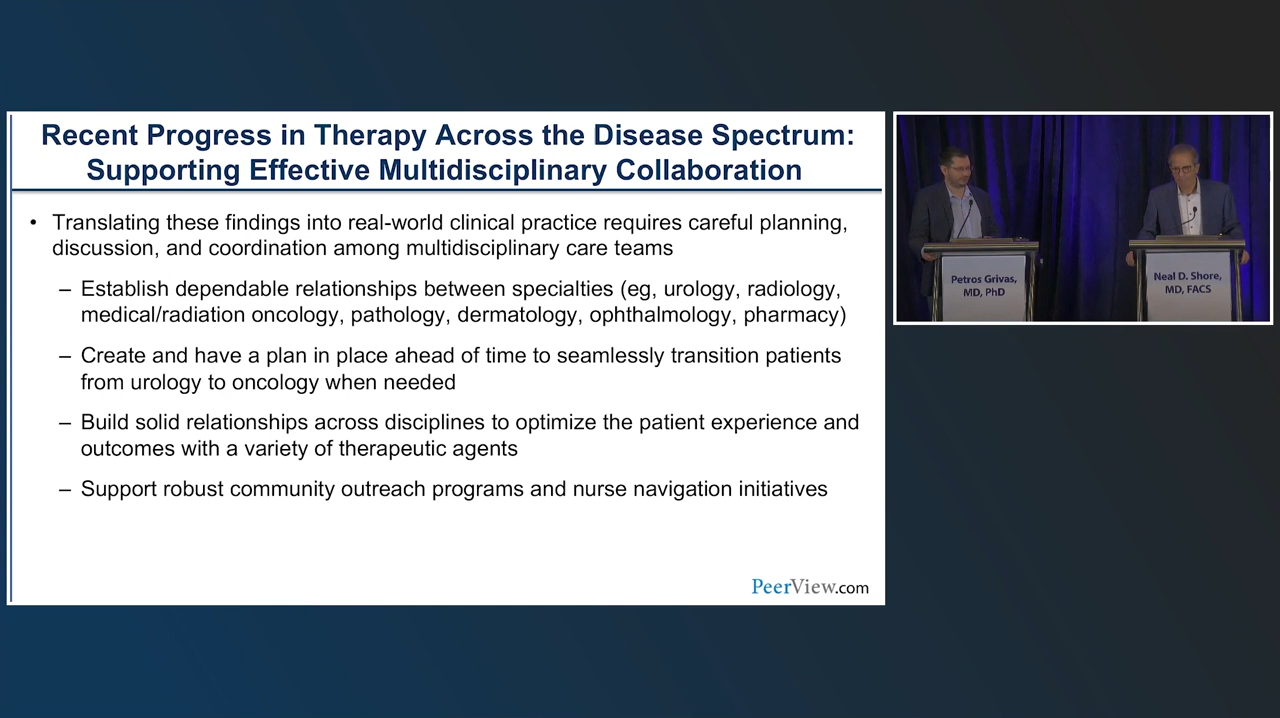 Recent Progress in Therapy Across the Disease Spectrum:
Supporting Effective Multidisciplinary Collaboration
• Translating these findings into real-world clinical practice requires careful planning,
discussion, and coordination among multidisciplinary care teams
– Establish dependable relationships between specialties (eg, urology, radiology,
medical/radiation oncology, pathology, dermatology, ophthalmology, pharmacy)
– Create and have a plan in place ahead of time to seamlessly transition patients
from urology to oncology when needed
– Build solid relationships across disciplines to optimize the patient experience and
outcomes with a variety of therapeutic agents
– Support robust community outreach programs and nurse navigation initiatives
PeerView.com
Petros Grivas,
MD, PhD
Neal D. Shore,
MD, FACS